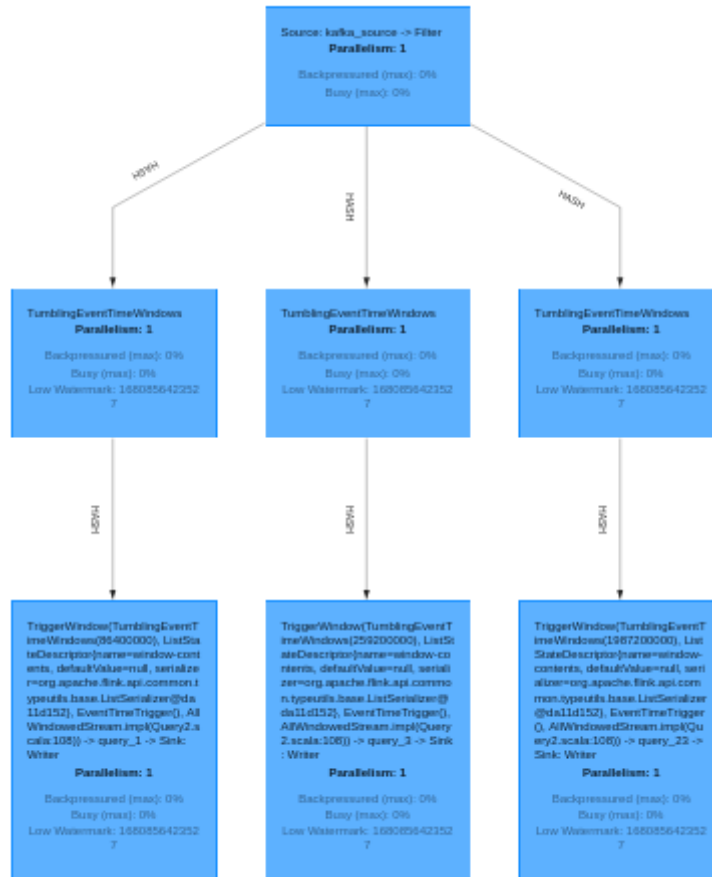 Source: kafka_source -> Filter
Parallelism: 1
Backpressured (max): 0%
Busy (max): 0%
HASH
HASH
HASH
TumblingEventTimeWindows
Parallelism: 1
Backpressured (max): 0%
Busy (max): 0%
Low Watermark: 168085642352
7
TumblingEventTimeWindows
Parallelism: 1
Backpressured (max): 0%
Busy (max): 0%
Low Watermark: 168085642352
7
TumblingEventTimeWindows
Parallelism: 1
Backpressured (max): 0%
Busy (max): 0%
Low Watermark: 168085642352
7
HASH
HASH
HASH
TriggerWindow(TumblingEventT
imeWindows(86400000), ListSta
teDescriptor{name=window-cont
ents, defaultValue=null, serialize
r=org.apache.flink.api.common.t
ypeutils.base.ListSerializer@da
11d152}, EventTimeTrigger(), All
WindowedStream.impl(Query2.s
cala:108)) -> query_1 -> Sink:
Writer
Parallelism: 1
Backpressured (max): 0%
Busy (max): 0%
Low Watermark: 168085642352
7
TriggerWindow(TumblingEventT
imeWindows(259200000), ListSt
ateDescriptor{name=window-co
ntents, defaultValue=null, seriali
zer=org.apache.flink.api.commo
n.typeutils.base.ListSerializer@
da11d152}, EventTimeTrigger(),
AllWindowedStream.impl(Query
2.scala:108)) -> query_3 -> Sink
: Writer
Parallelism: 1
Backpressured (max): 0%
Busy (max): 0%
Low Watermark: 168085642352
7
TriggerWindow(TumblingEventT
imeWindows(1987200000), List
StateDescriptor{name=window-
contents, defaultValue=null, seri
alizer=org.apache.flink.api.com
mon.typeutils.base.ListSerializer
@da11d152}, EventTimeTrigger
(), AllWindowedStream.impl(Qu
ery2.scala:108)) -> query_23 ->
Sink: Writer
Parallelism: 1
Backpressured (max): 0%
Busy (max): 0%
Low Watermark: 168085642352
7